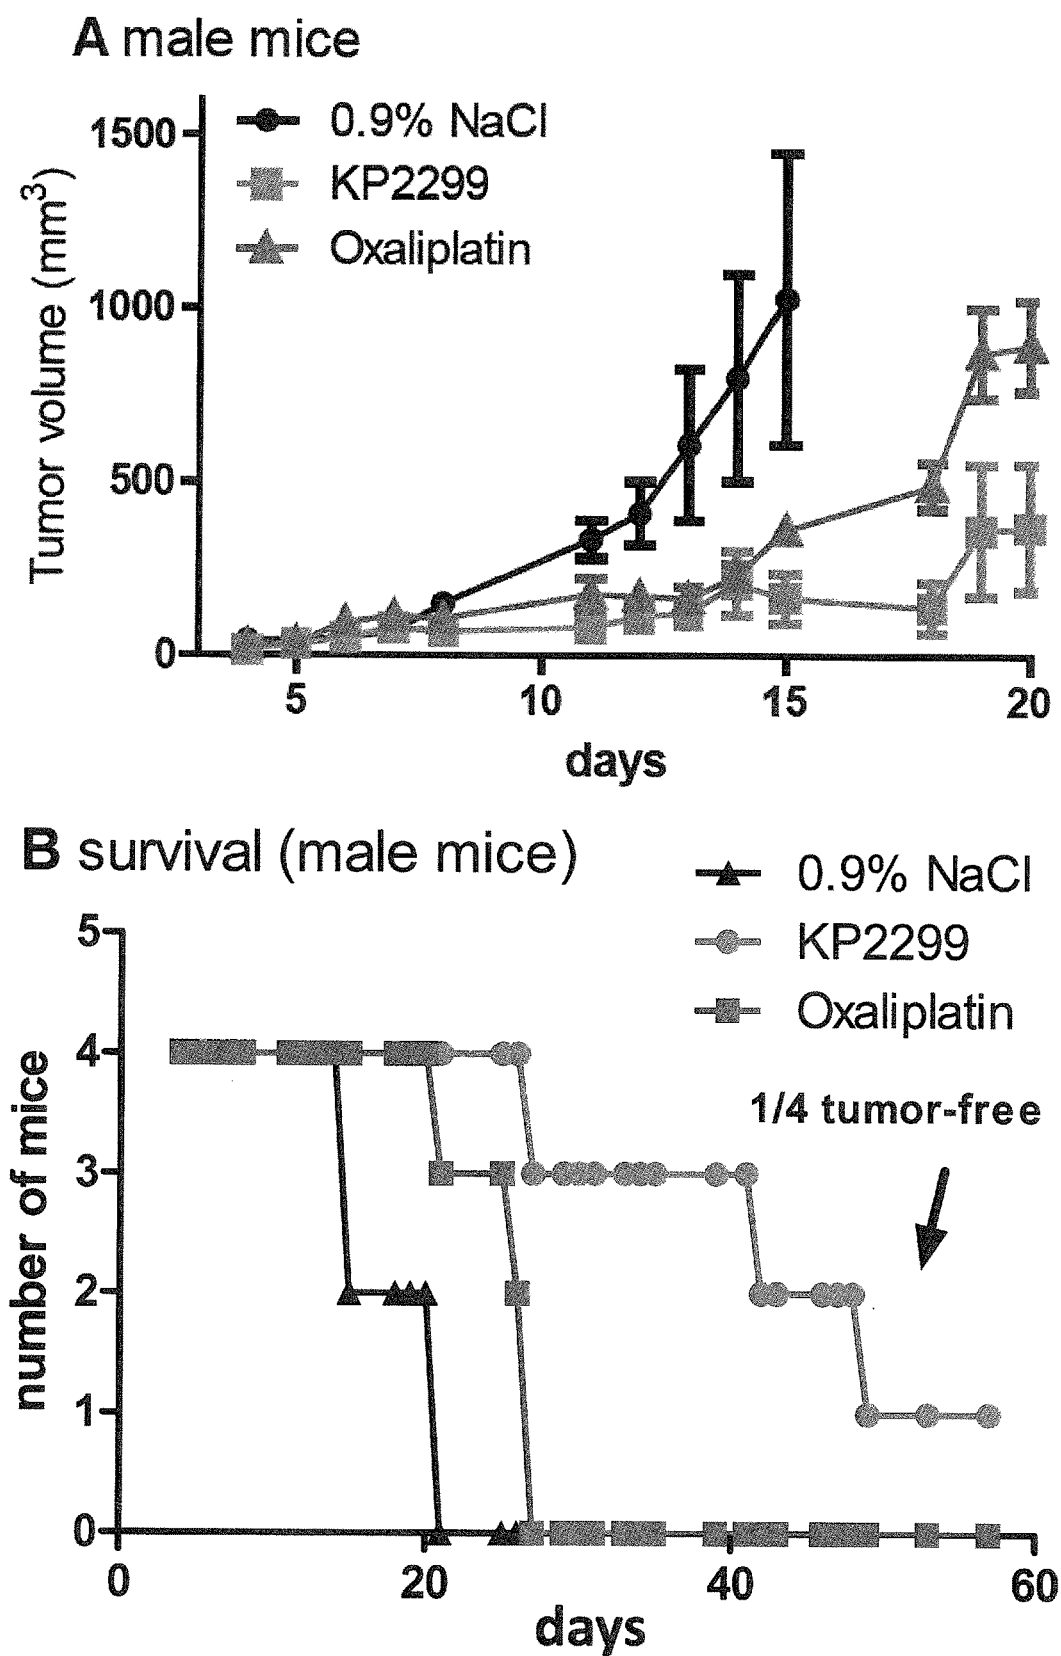 A male mice
0.9% NaCl
KP2299
Oxaliplatin
Tumor volume (mm³)
1500
1000
500
0
5
10
15
20
days
B survival (male mice)
0.9% NaCl
KP2299
Oxaliplatin
1/4 tumor-free
number of mice
5
4
3
2
1
0
0
20
40
60
days